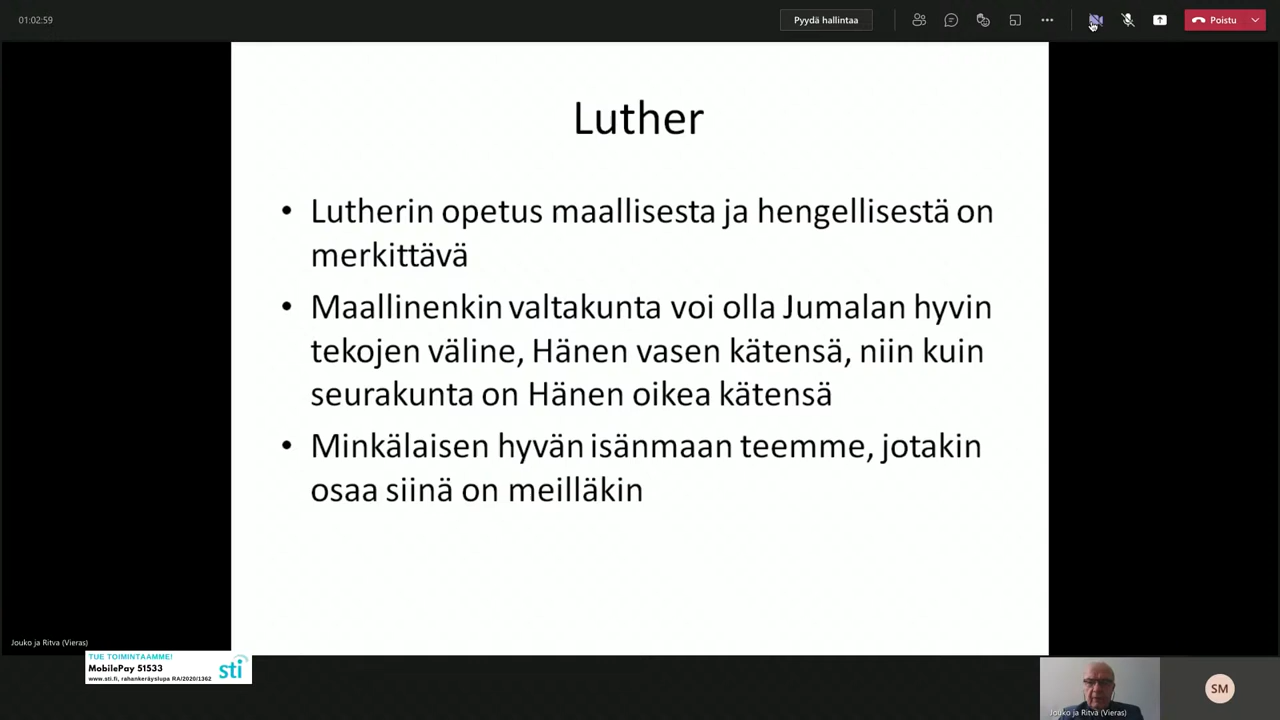 01:02:59
Pyydä hallintaa
Poistu
Luther
• Lutherin opetus maallisesta ja hengellisestä on
merkittävä
• Maallinenkin valtakunta voi olla Jumalan hyvin
tekojen väline, Hänen vasen kätensä, niin kuin
seurakunta on Hänen oikea kätensä
• Minkälaisen hyvän isänmaan teemme, jotakin
osaa siinä on meilläkin
Jouko ja Ritva (Vieras)
TUE TOIMINTAAMME!
MobilePay 51533
www.sti.fi, rahankeräyslupa RA/2020/1362
sti
SM
Jouko ja Ritva (Vieras)